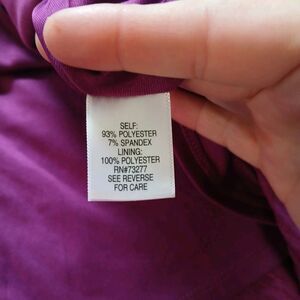 SELF:
93% POLYESTER
7% SPANDEX
LINING:
100% POLYESTER
RN#73277
SEE REVERSE
FOR CARE